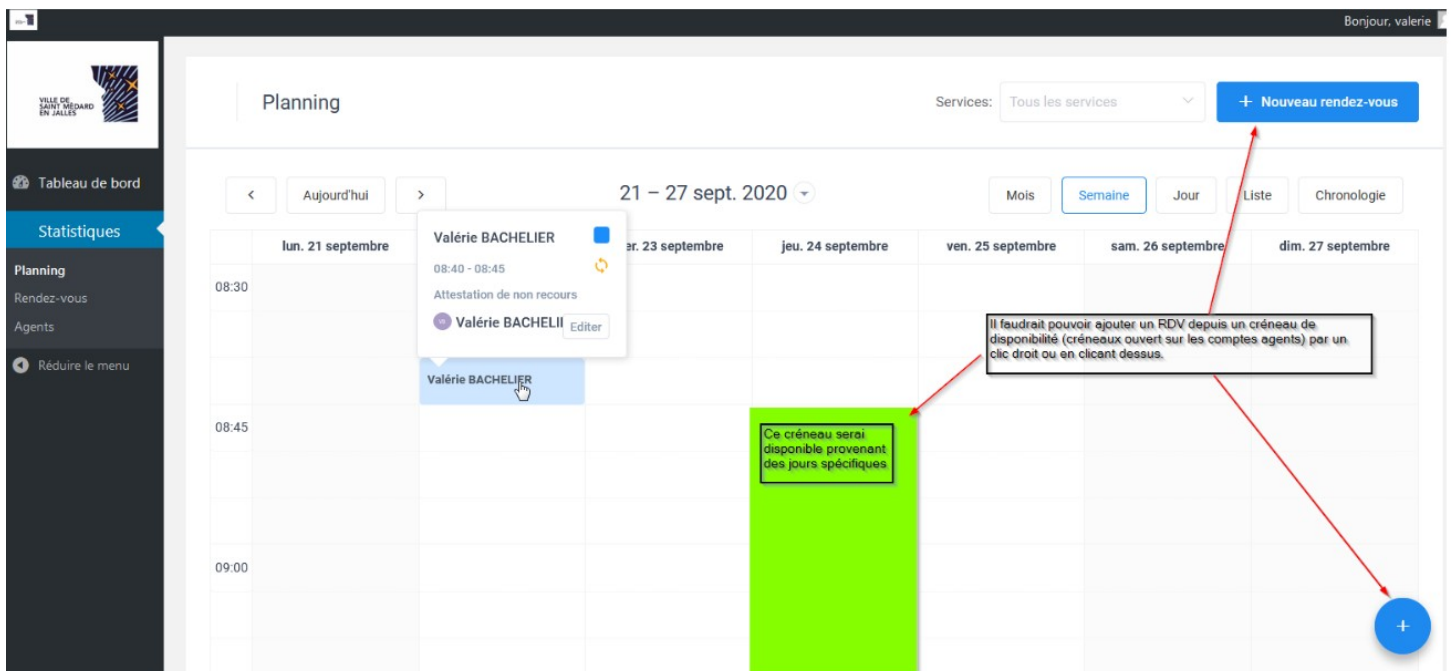 Bonjour, valerie
VILLE DE
SAINT MÉDARD
EN JALLES
Planning
Services:
Tous les services
+ Nouveau rendez-vous
Tableau de bord
Statistiques
Planning
Rendez-vous
Agents
Réduire le menu
Aujourd'hui
21 – 27 sept. 2020
Mois
Semaine
Jour
Liste
Chronologie
lun. 21 septembre
er. 23 septembre
jeu. 24 septembre
ven. 25 septembre
sam. 26 septembre
dim. 27 septembre
Valérie BACHELIER
08:40 - 08:45
Attestation de non recours
Valérie BACHELI
Editer
08:30
Valérie BACHELIER
08:45
09:00
Il faudrait pouvoir ajouter un RDV depuis un créneau de
disponibilité (créneaux ouvert sur les comptes agents) par un
clic droit ou en clicant dessus.
Ce créneau serai
disponible provenant
des jours spécifiques
+